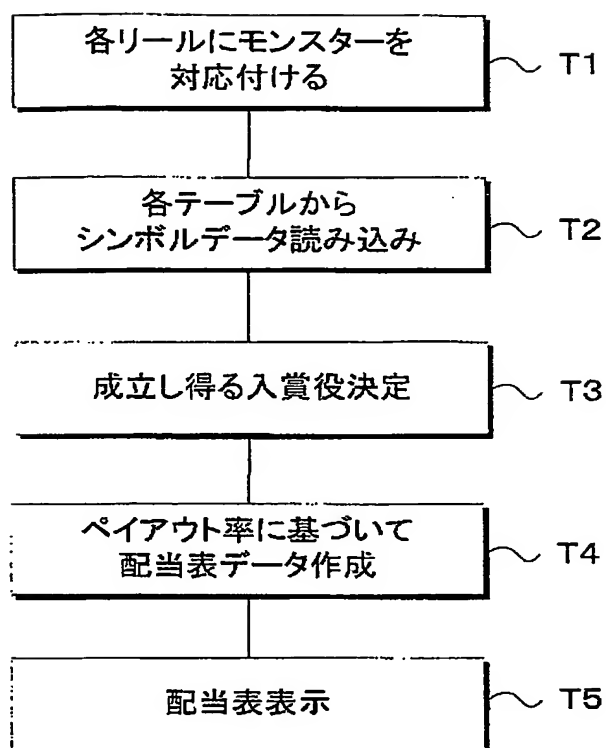 各リールにモンスターを
対応付ける
T1
各テーブルから
シンボルデータ読み込み
T2
成立し得る入賞役決定
T3
ペイアウト率に基づいて
配当表データ作成
T4
配当表表示
T5